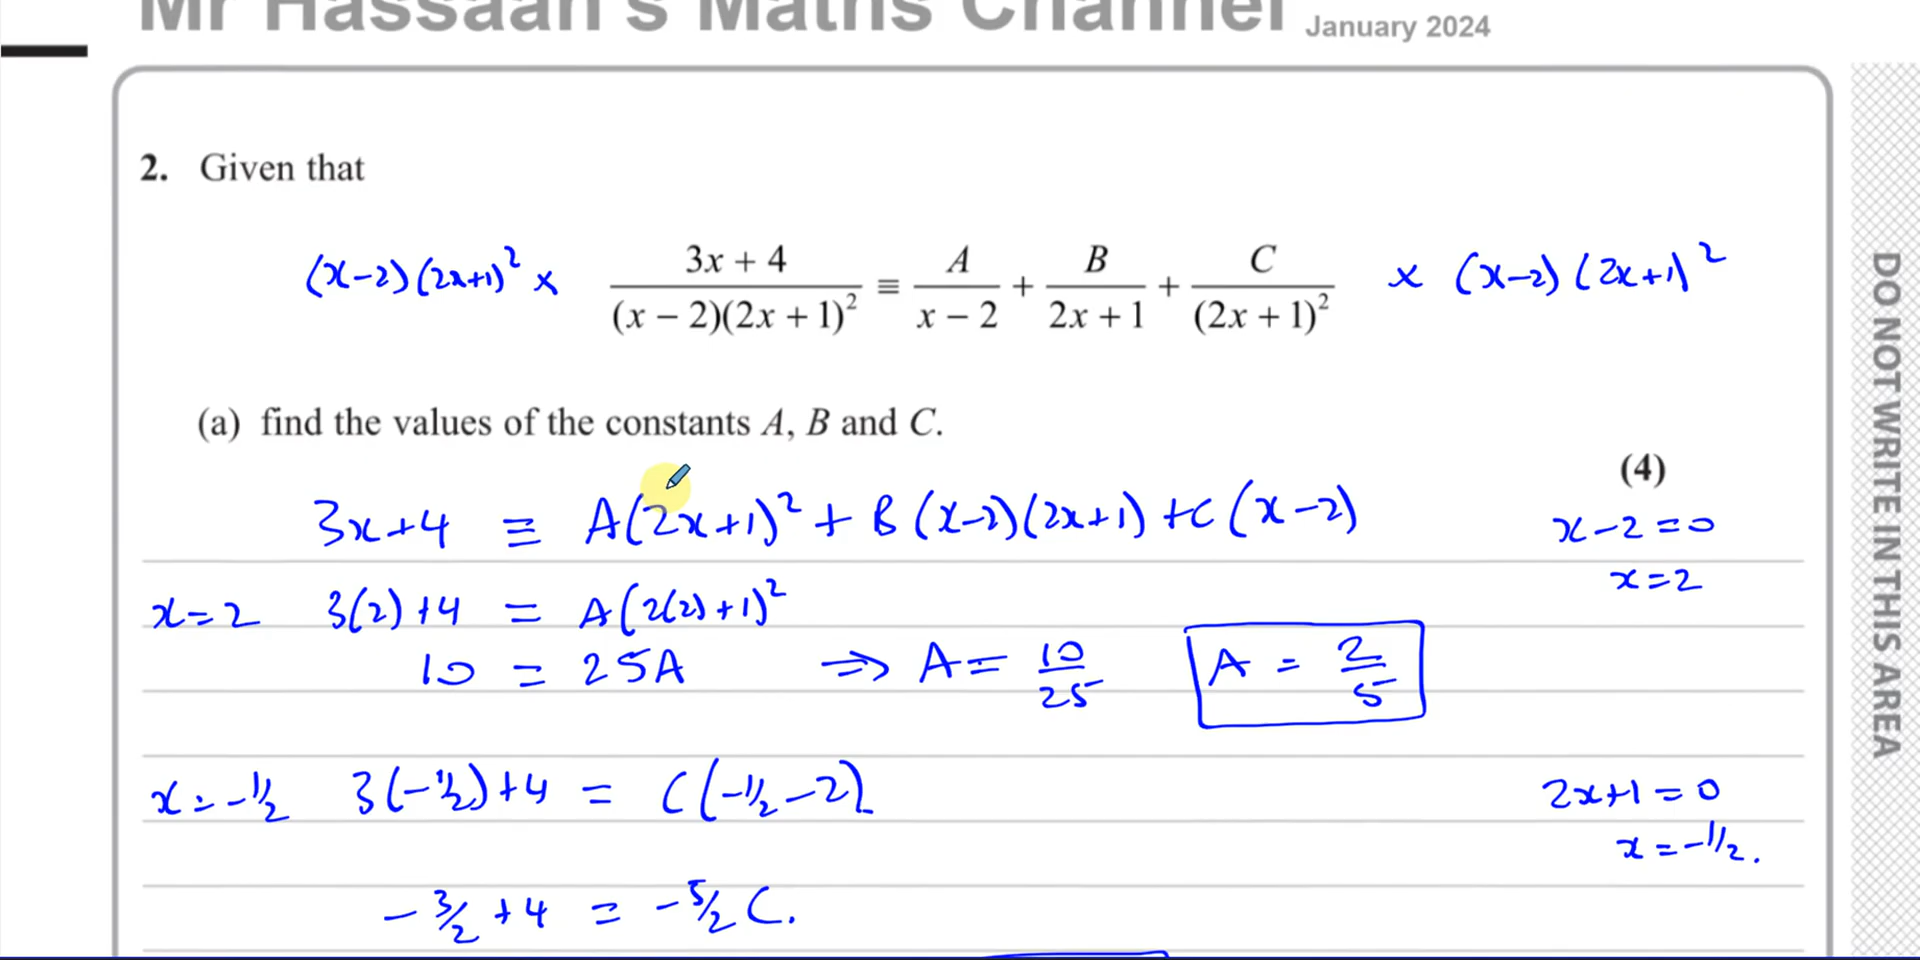 Mr Hassaan's Maths Channel January 2024
2. Given that
(x-2)(2x+1)² × (3x + 4)/((x − 2)(2x + 1)²) ≡ A/(x − 2) + B/(2x + 1) + C/(2x + 1)² × (x-2)(2x+1)²
(a) find the values of the constants A, B and C.
(4)
3x+4 ≡ A(2x+1)² + B(x-2)(2x+1) + C(x-2)
x-2=0
x=2
x=2 3(2)+4 = A(2(2)+1)²
10 = 25A ⇒ A = 10/25 A = 2/5
x=-1/2 3(-1/2)+4 = C(-1/2-2)
2x+1=0
x=-1/2.
-3/2+4 = -5/2 C.
DO NOT WRITE IN THIS AREA